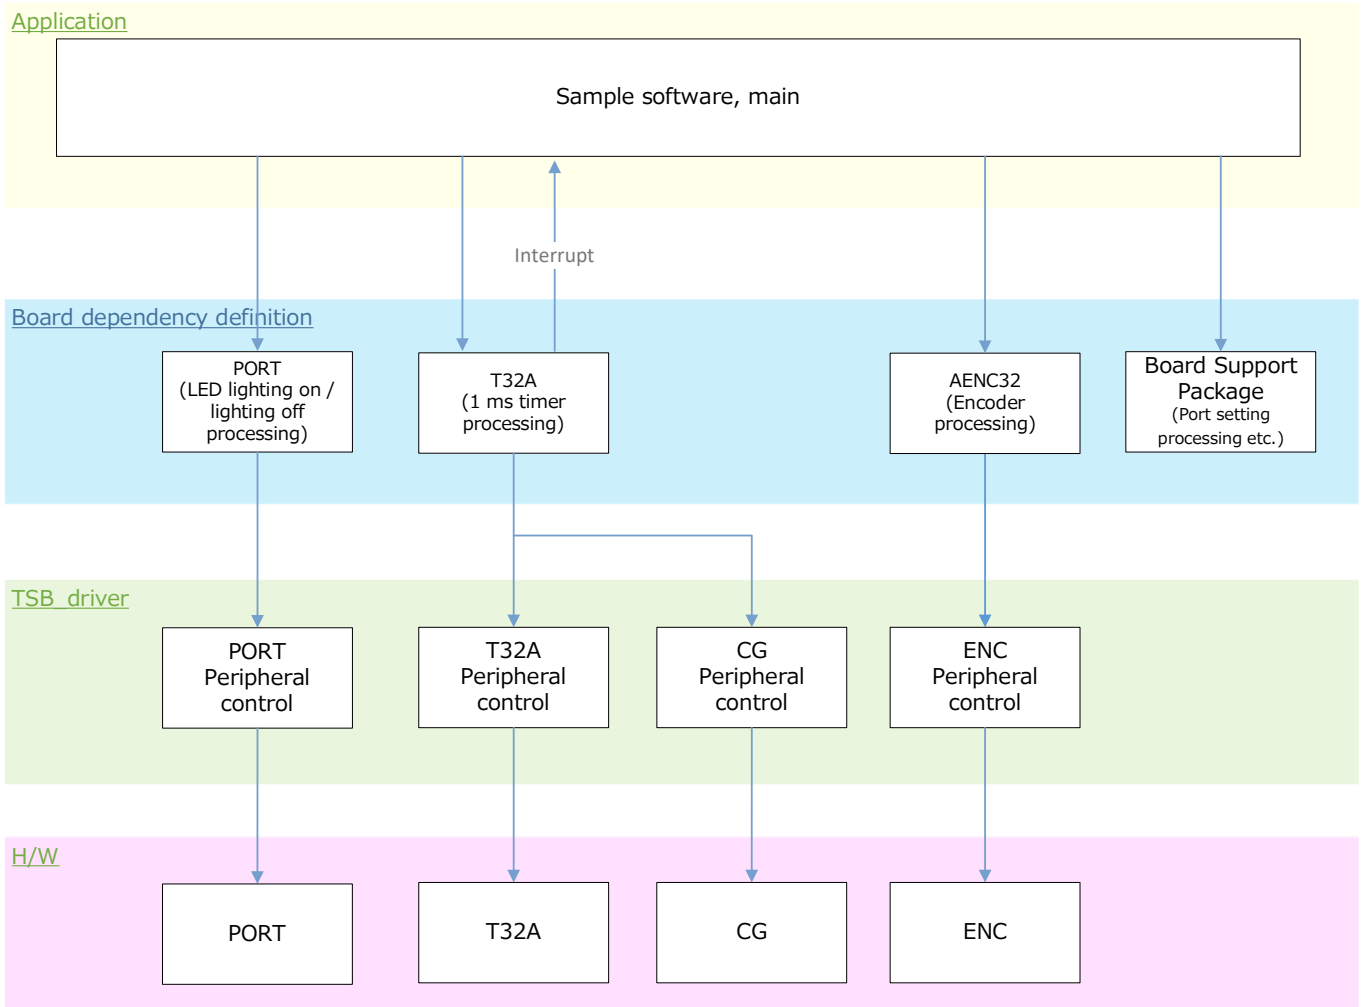 Application
Sample software, main
Interrupt
Board dependency definition
PORT
(LED lighting on /
lighting off
processing)
T32A
(1 ms timer
processing)
AENC32
(Encoder
processing)
Board Support
Package
(Port setting
processing etc.)
TSB_driver
PORT
Peripheral
control
T32A
Peripheral
control
CG
Peripheral
control
ENC
Peripheral
control
H/W
PORT
T32A
CG
ENC